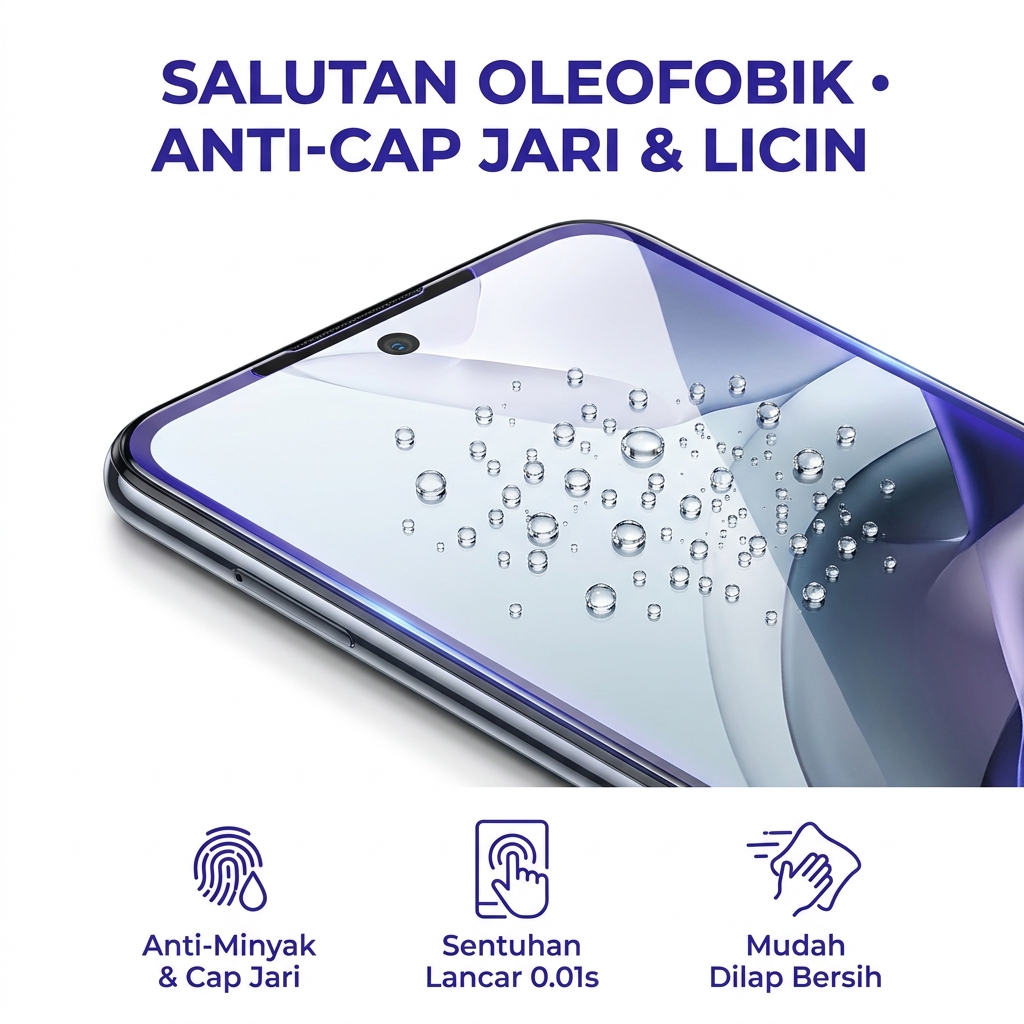 SALUTAN OLEOFOBIK •
ANTI-CAP JARI & LICIN
Anti-Minyak
& Cap Jari
Sentuhan
Lancar 0.01s
Mudah
Dilap Bersih